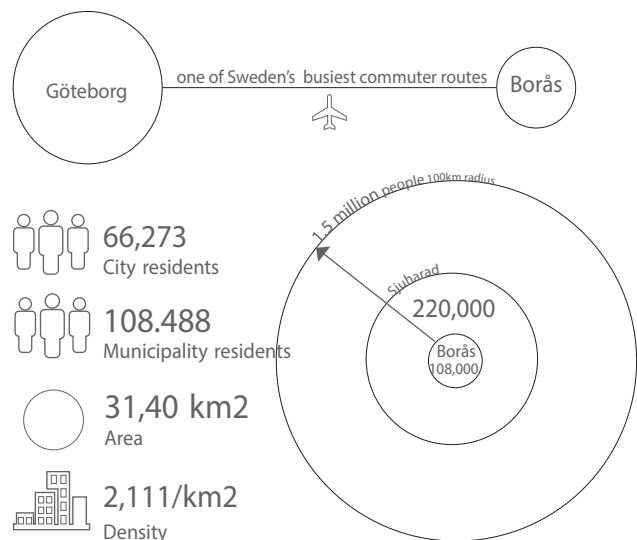 Göteborg
one of Sweden's busiest commuter routes
Borås
66,273
City residents
108.488
Municipality residents
31,40 km2
Area
2,111/km2
Density
1.5 million people 100km radius
Sjuharad
220,000
Borås
108,000